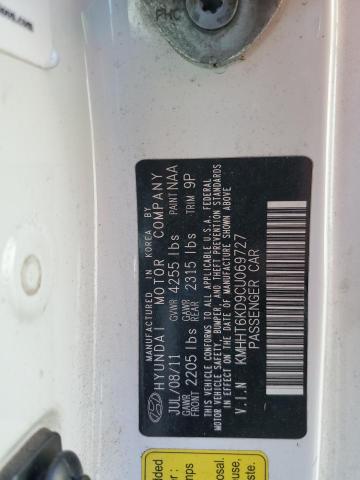 PHC
MANUFACTURED IN KOREA BY
HYUNDAI MOTOR COMPANY
JUL/08/11 GVWR 4255 lbs PAINT NAA
GAWR FRONT 2205 lbs GAWR REAR 2315 lbs TRIM 9P
THIS VEHICLE CONFORMS TO ALL APPLICABLE U.S.A. FEDERAL
MOTOR VEHICLE SAFETY, BUMPER, AND THEFT PREVENTION STANDARDS
IN EFFECT ON THE DATE OF MANUFACTURE SHOWN ABOVE
V.I.N KMHHT6KD9CU069727
PASSENGER CAR